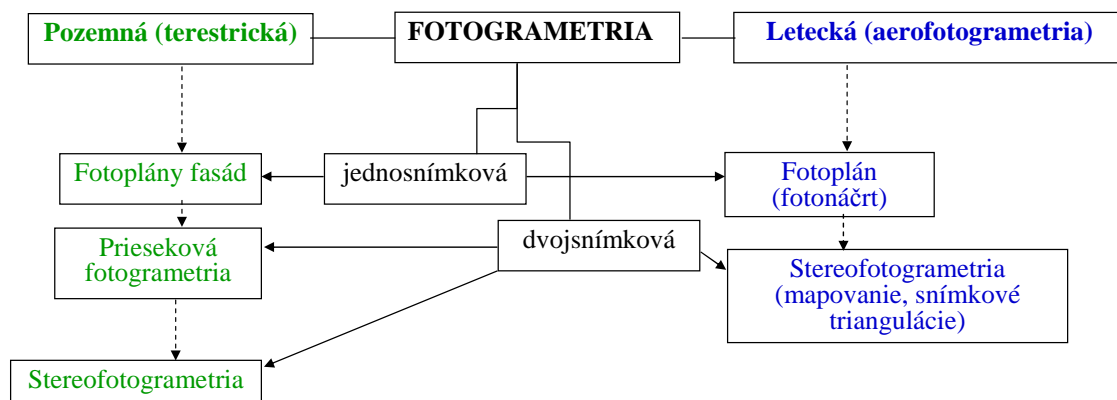 Pozemná (terestrická)
FOTOGRAMETRIA
Letecká (aerofotogrametria)
Fotoplány fasád
jednosnímková
Fotoplán
(fotonáčrt)
Prieseková
fotogrametria
dvojsnímková
Stereofotogrametria
(mapovanie, snímkové
triangulácie)
Stereofotogrametria